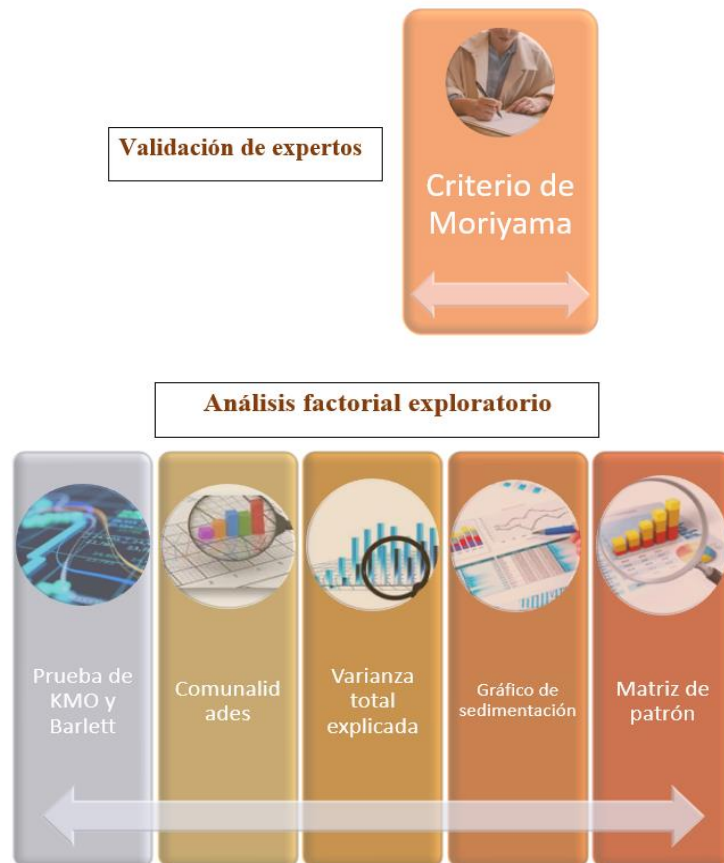 Validación de expertos
Criterio de
Moriyama
Análisis factorial exploratorio
Prueba de
KMO y
Barlett
Comunalid
ades
Varianza
total
explicada
Gráfico de
sedimentación
Matriz de
patrón